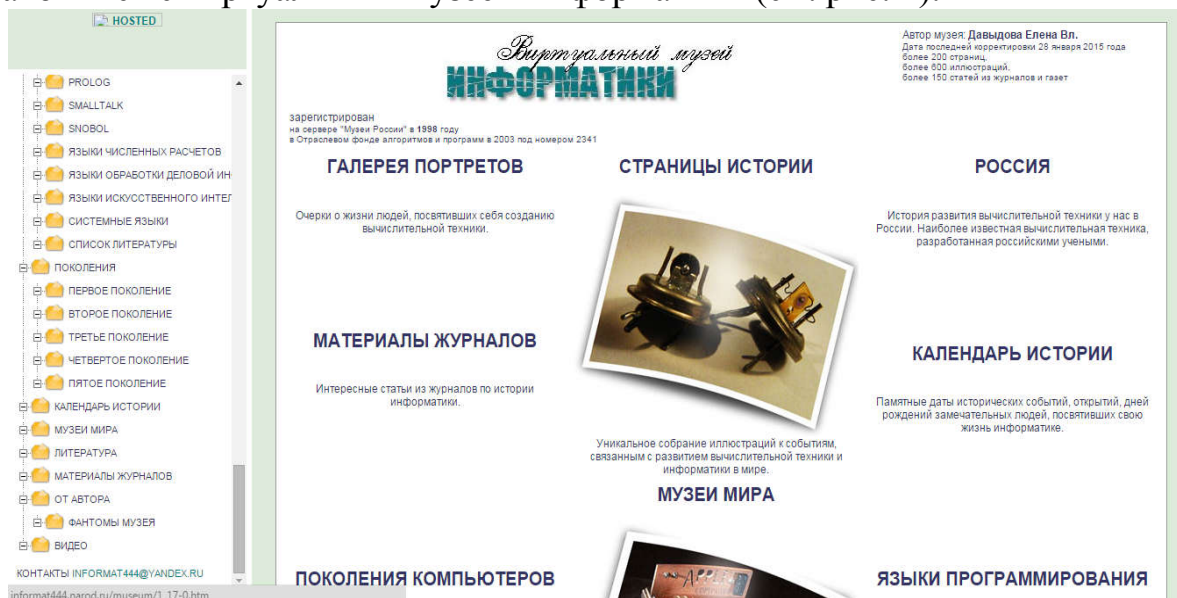 HOSTED
PROLOG
SMALLTALK
SNOBOL
ЯЗЫКИ ЧИСЛЕННЫХ РАСЧЕТОВ
ЯЗЫКИ ОБРАБОТКИ ДЕЛОВОЙ ИН
ЯЗЫКИ ИСКУССТВЕННОГО ИНТЕЛ
СИСТЕМНЫЕ ЯЗЫКИ
СПИСОК ЛИТЕРАТУРЫ
ПОКОЛЕНИЯ
ПЕРВОЕ ПОКОЛЕНИЕ
ВТОРОЕ ПОКОЛЕНИЕ
ТРЕТЬЕ ПОКОЛЕНИЕ
ЧЕТВЕРТОЕ ПОКОЛЕНИЕ
ПЯТОЕ ПОКОЛЕНИЕ
КАЛЕНДАРЬ ИСТОРИИ
МУЗЕИ МИРА
ЛИТЕРАТУРА
МАТЕРИАЛЫ ЖУРНАЛОВ
ОТ АВТОРА
ФАНТОМЫ МУЗЕЯ
ВИДЕО
КОНТАКТЫ INFORMAT444@YANDEX.RU
informat444.narod.ru/museum/1_17-0.htm
Виртуальный музей
ИНФОРМАТИКИ
Автор музея: Давыдова Елена Вл.
Дата последней корректировки 28 января 2015 года
более 200 страниц,
более 600 иллюстраций,
более 150 статей из журналов и газет
зарегистрирован
на сервере "Музеи России" в 1998 году
в Отраслевом фонде алгоритмов и программ в 2003 под номером 2341
ГАЛЕРЕЯ ПОРТРЕТОВ
Очерки о жизни людей, посвятивших себя созданию
вычислительной техники.
СТРАНИЦЫ ИСТОРИИ
РОССИЯ
История развития вычислительной техники у нас в
России. Наиболее известная вычислительная техника,
разработанная российскими учеными.
МАТЕРИАЛЫ ЖУРНАЛОВ
Интересные статьи из журналов по истории
информатики.
Уникальное собрание иллюстраций к событиям,
связанным с развитием вычислительной техники и
информатики в мире.
КАЛЕНДАРЬ ИСТОРИИ
Памятные даты исторических событий, открытий, дней
рождений замечательных людей, посвятивших свою
жизнь информатике.
МУЗЕИ МИРА
ПОКОЛЕНИЯ КОМПЬЮТЕРОВ
ЯЗЫКИ ПРОГРАММИРОВАНИЯ